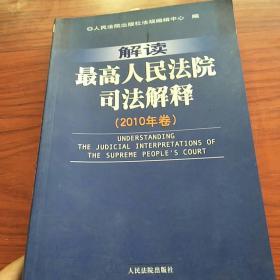 人民法院出版社法规编辑中心 编
解读
最高人民法院
司法解释
(2010年卷)
UNDERSTANDING
THE JUDICIAL INTERPRETATIONS OF
THE SUPREME PEOPLE'S COURT
人民法院出版社